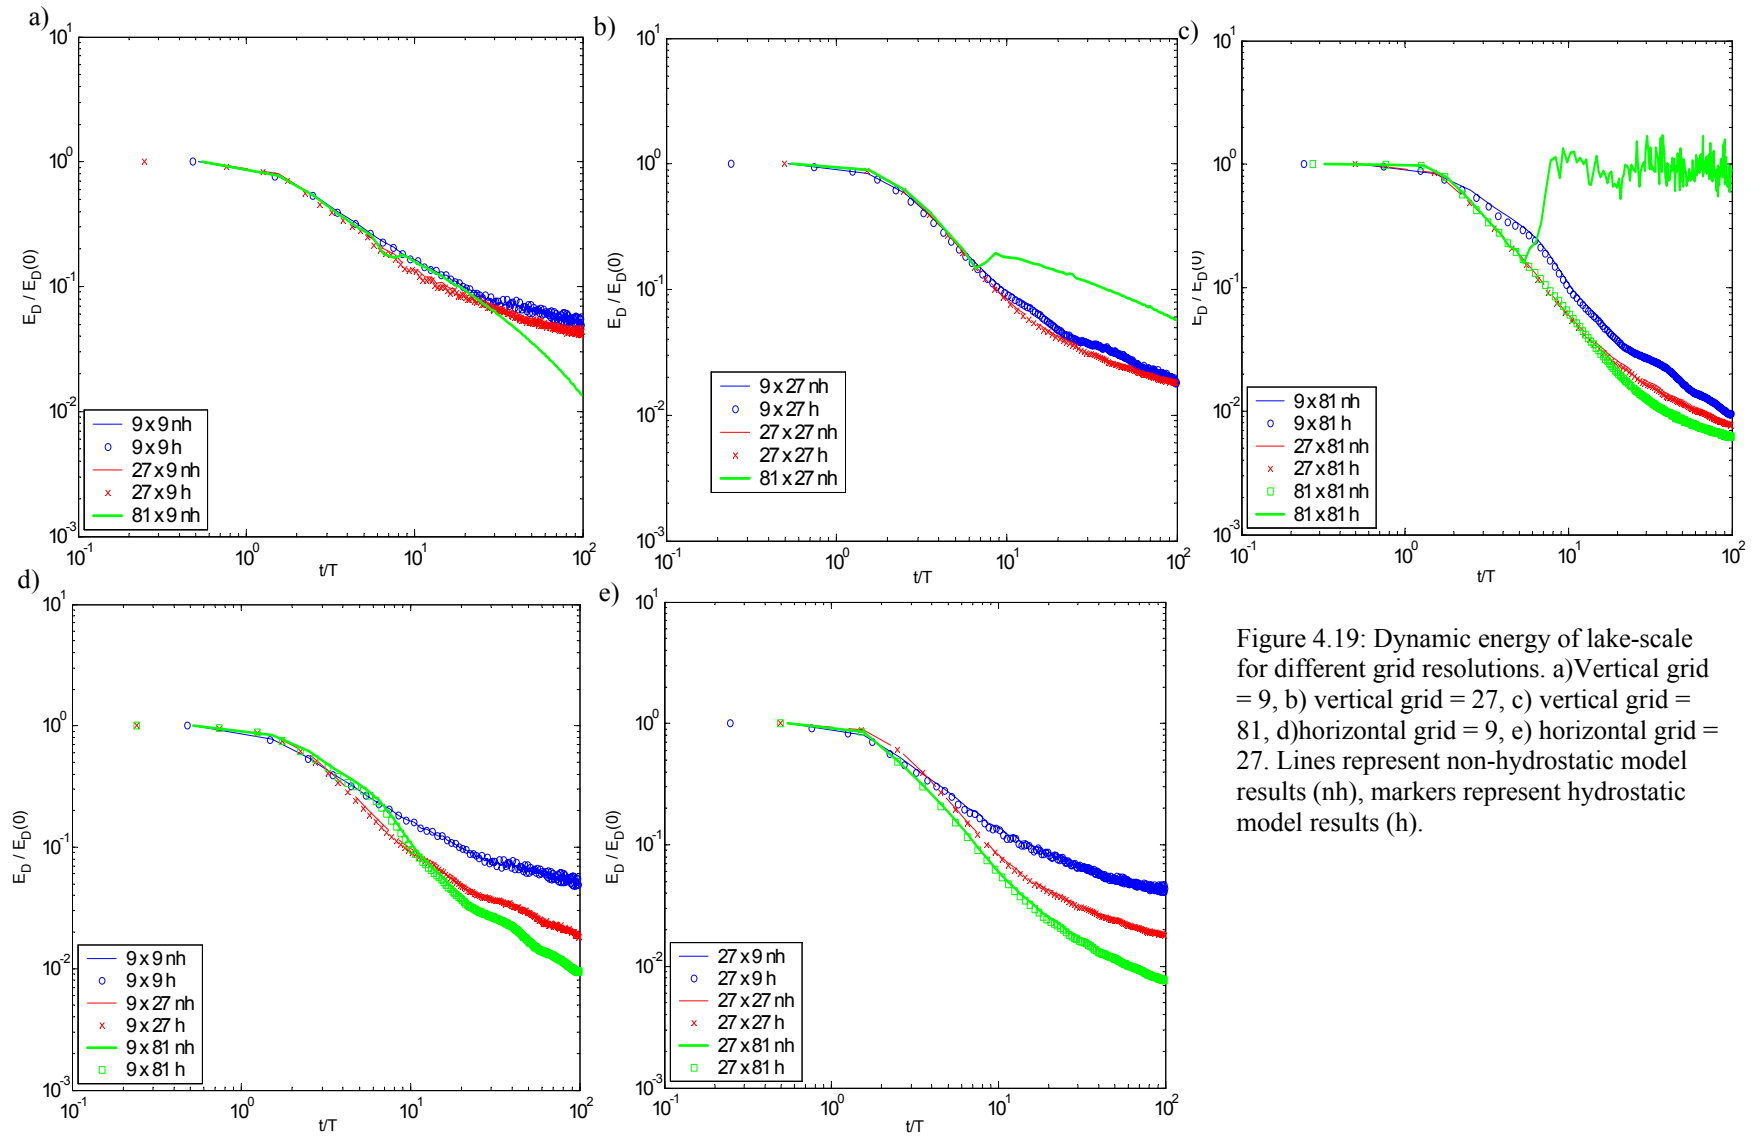 a)
10^1
10^0
10^-1
10^-2
10^-3
E_D / E_D(0)
9 x 9 nh
9 x 9 h
27 x 9 nh
27 x 9 h
81 x 9 nh
10^-1
10^0
10^1
10^2
t/T
b)
10^1
10^0
10^-1
10^-2
10^-3
E_D / E_D(0)
9 x 27 nh
9 x 27 h
27 x 27 nh
27 x 27 h
81 x 27 nh
10^-1
10^0
10^1
10^2
t/T
c)
10^1
10^0
10^-1
10^-2
10^-3
E_D / E_D(0)
9 x 81 nh
9 x 81 h
27 x 81 nh
27 x 81 h
81 x 81 nh
81 x 81 h
10^-1
10^0
10^1
10^2
t/T
d)
10^1
10^0
10^-1
10^-2
10^-3
E_D / E_D(0)
9 x 9 nh
9 x 9 h
9 x 27 nh
9 x 27 h
9 x 81 nh
9 x 81 h
10^-1
10^0
10^1
10^2
t/T
e)
10^1
10^0
10^-1
10^-2
10^-3
E_D / E_D(0)
27 x 9 nh
27 x 9 h
27 x 27 nh
27 x 27 h
27 x 81 nh
27 x 81 h
10^-1
10^0
10^1
10^2
t/T
Figure 4.19: Dynamic energy of lake-scale
for different grid resolutions. a)Vertical grid
= 9, b) vertical grid = 27, c) vertical grid =
81, d)horizontal grid = 9, e) horizontal grid =
27. Lines represent non-hydrostatic model
results (nh), markers represent hydrostatic
model results (h).